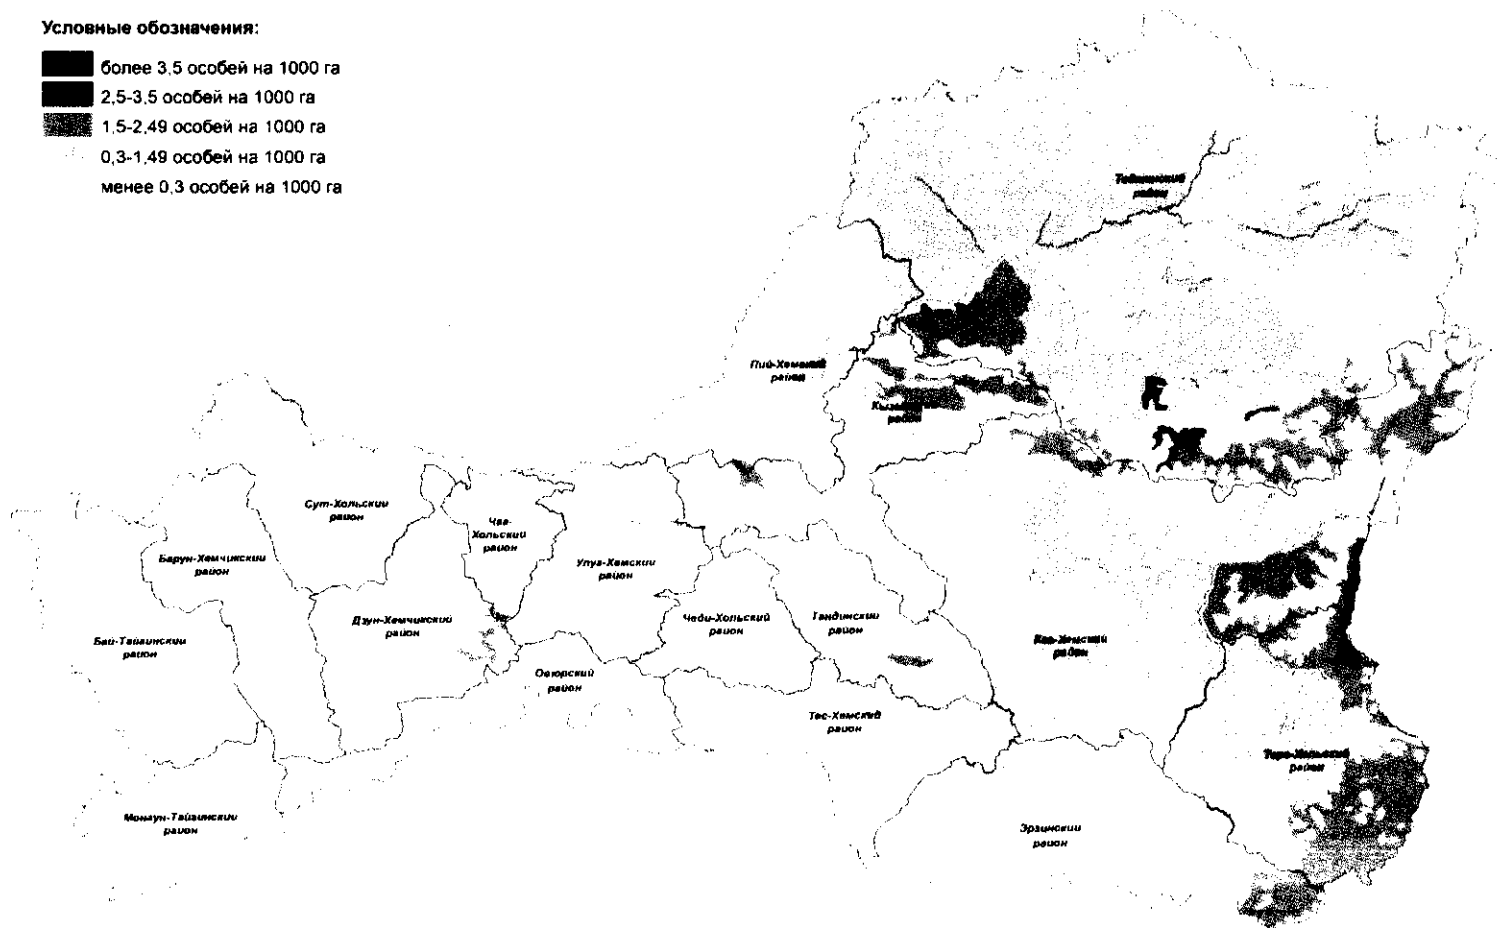 Условные обозначения:
более 3,5 особей на 1000 га
2,5-3,5 особей на 1000 га
1,5-2,49 особей на 1000 га
0,3-1,49 особей на 1000 га
менее 0,3 особей на 1000 га
Тоджинский
район
Пий-Хемский
район
район
Сут-Хольский
район
Чаа-
Хольский
район
Барун-Хемчикский
район
Улуг-Хемский
район
Дзун-Хемчикский
район
Чеди-Хольский
район
Тандинский
район
Бай-Тайгинский
район
Каа-Хемский
район
Овюрский
район
Тес-Хемский
район
Тере-Хольский
район
Монгун-Тайгинский
район
Эрзинский
район